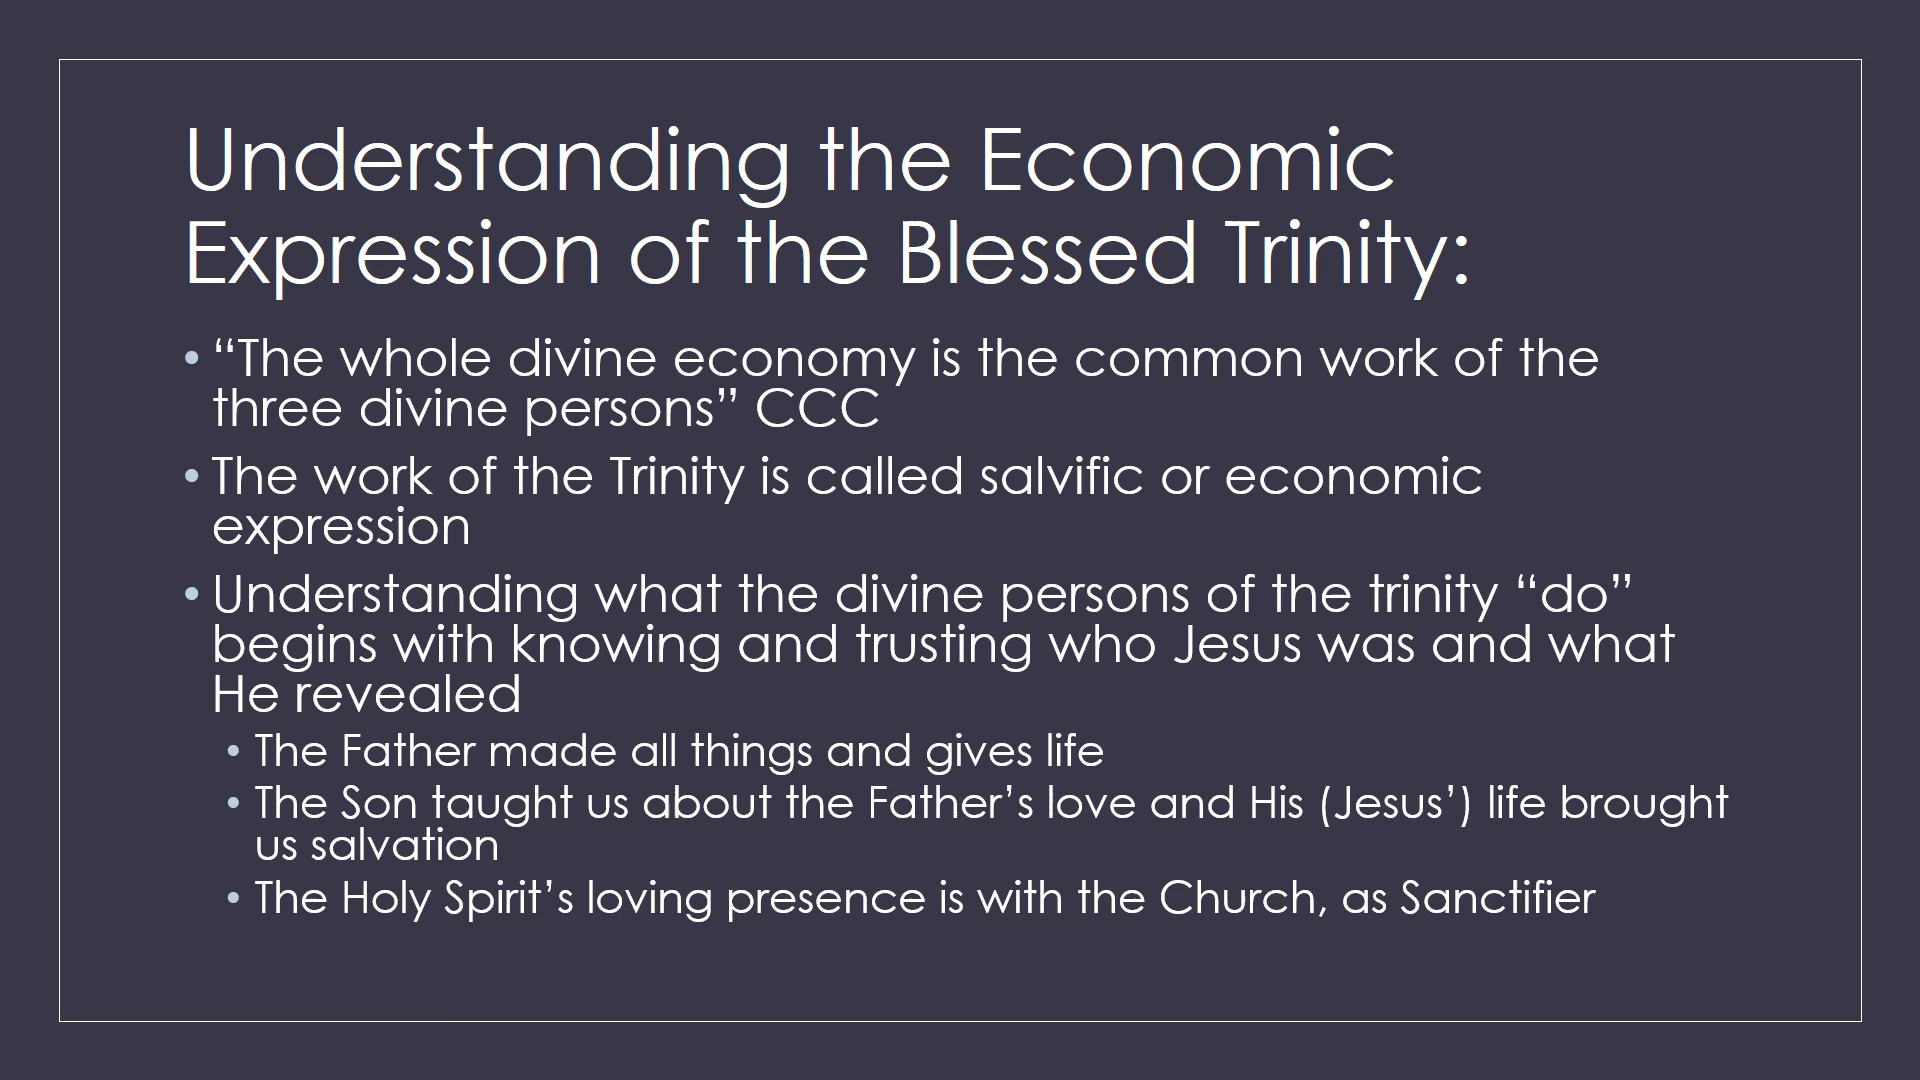 Understanding the Economic
Expression of the Blessed Trinity:
• “The whole divine economy is the common work of the
three divine persons” CCC
• The work of the Trinity is called salvific or economic
expression
• Understanding what the divine persons of the trinity “do”
begins with knowing and trusting who Jesus was and what
He revealed
• The Father made all things and gives life
• The Son taught us about the Father’s love and His (Jesus’) life brought
us salvation
• The Holy Spirit’s loving presence is with the Church, as Sanctifier